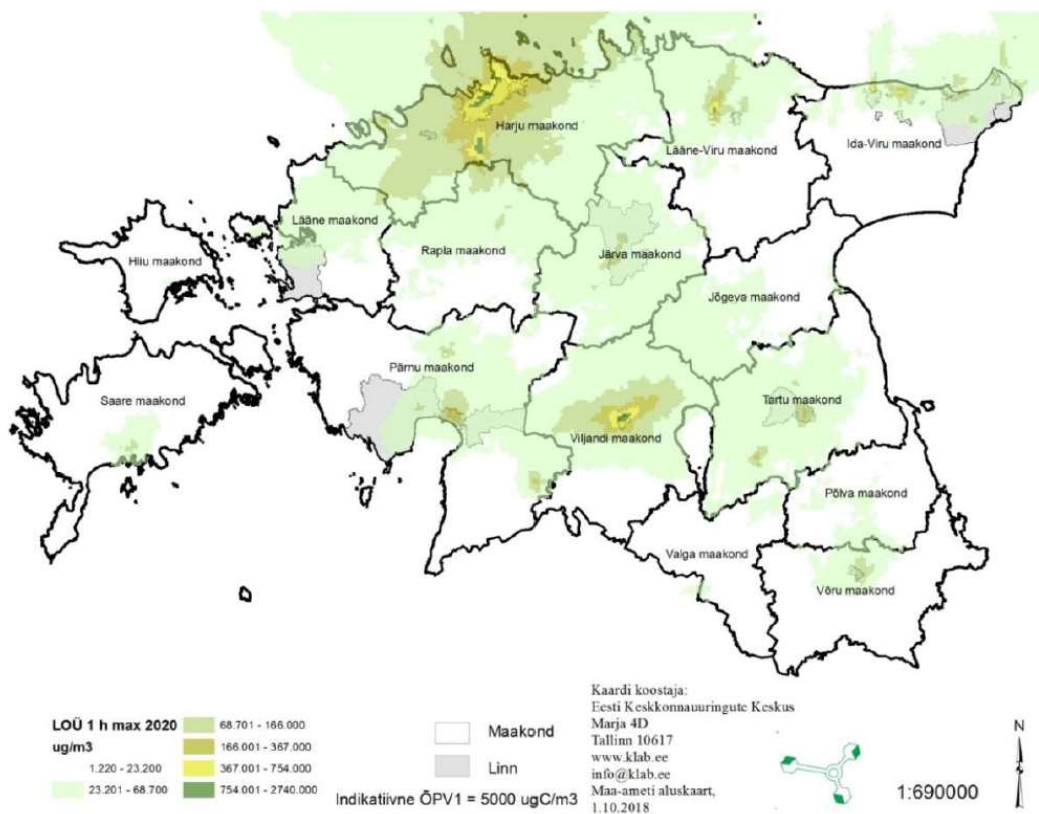 Harju maakond
Lääne-Viru maakond
Ida-Viru maakond
Lääne maakond
Hiiu maakond
Rapla maakond
Järva maakond
Jõgeva maakond
Pärnu maakond
Saare maakond
Tartu maakond
Viljandi maakond
Põlva maakond
Valga maakond
Võru maakond
LOÜ 1 h max 2020
ug/m3
1.220 - 23.200
23.201 - 68.700
68.701 - 166.000
166.001 - 367.000
367.001 - 754.000
754.001 - 2740.000
Maakond
Linn
Indikatiivne ÕPV1 = 5000 ugC/m3
Kaardi koostaja:
Eesti Keskkonnauuringute Keskus
Marja 4D
Tallinn 10617
www.klab.ee
info@klab.ee
Maa-ameti aluskaart,
1.10.2018
1:690000
N